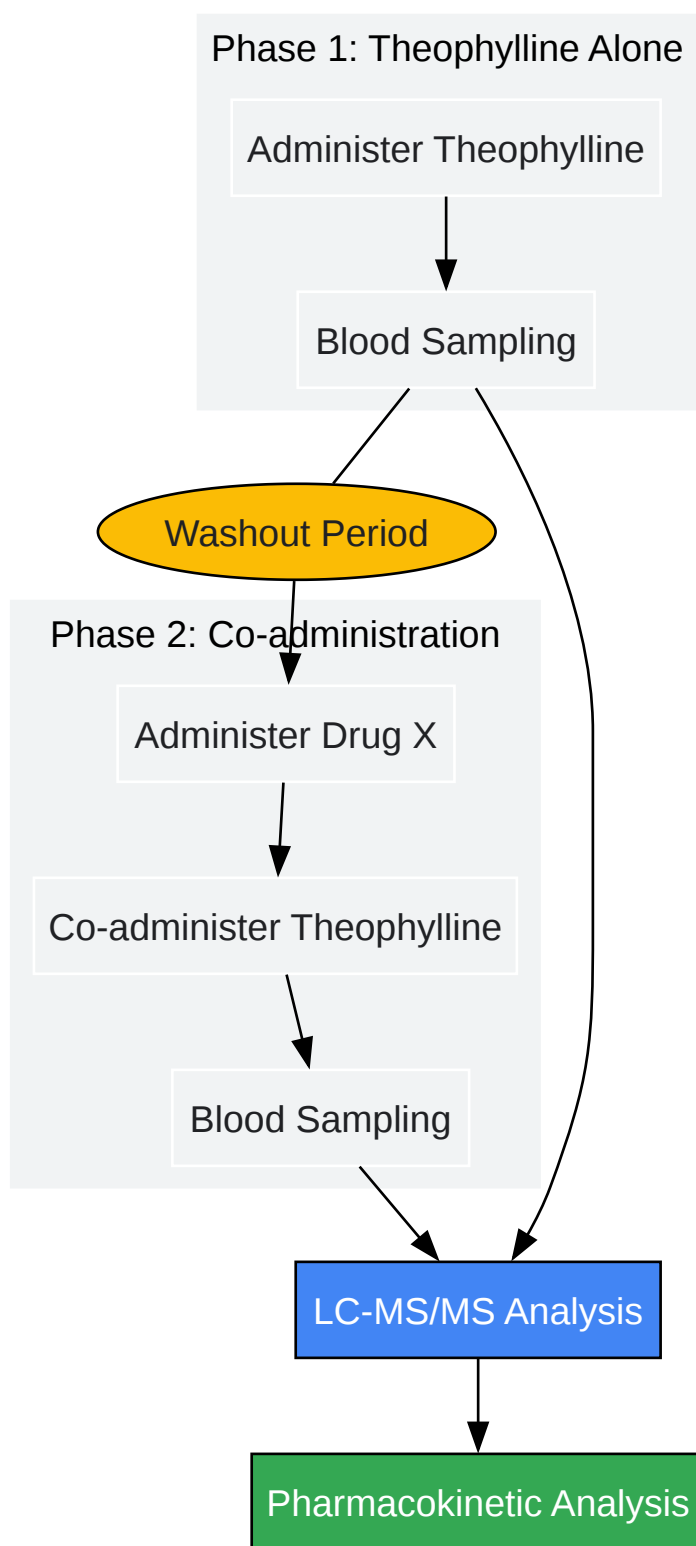 Phase 1: Theophylline Alone
Administer Theophylline
Blood Sampling
Washout Period
Phase 2: Co-administration
Administer Drug X
Co-administer Theophylline
Blood Sampling
LC-MS/MS Analysis
Pharmacokinetic Analysis